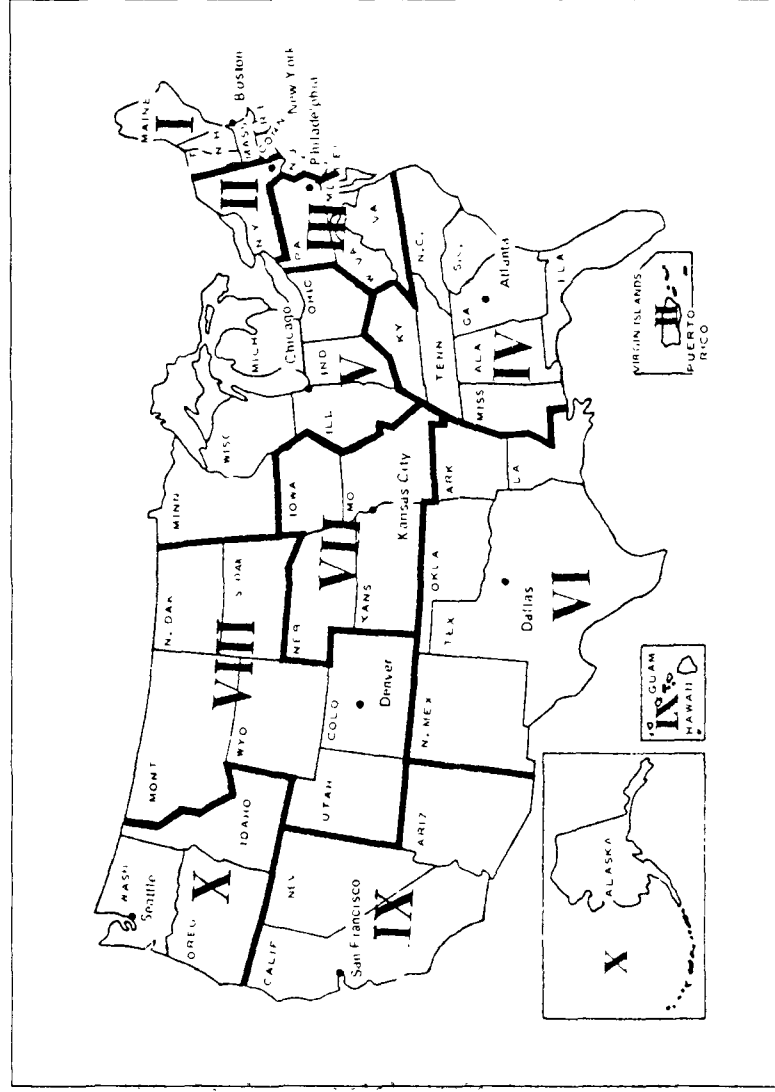 MAINE
I
N H
MASS
CONN
Boston
New York
II
N Y
N J
Philadelphia
PA
III
MD
VA
N.C.
S.C.
GA
Atlanta
FLA
MICH
Chicago
OHIO
IND
V
ILL
WISC
KY
TENN
ALA
IV
MISS
MINN
IOWA
MO
Kansas City
VII
KANS
NEB
ARK
LA
OKLA
TEX
Dallas
VI
N. DAK
S DAK
VIII
MONT
WYO
COLO
Denver
N. MEX
UTAH
ARIZ
IDAHO
WASH
Seattle
OREG
X
NEV
CALIF
San Francisco
IX
VIRGIN ISLANDS
II
PUERTO
RICO
GUAM
IX
HAWAII
ALASKA
X